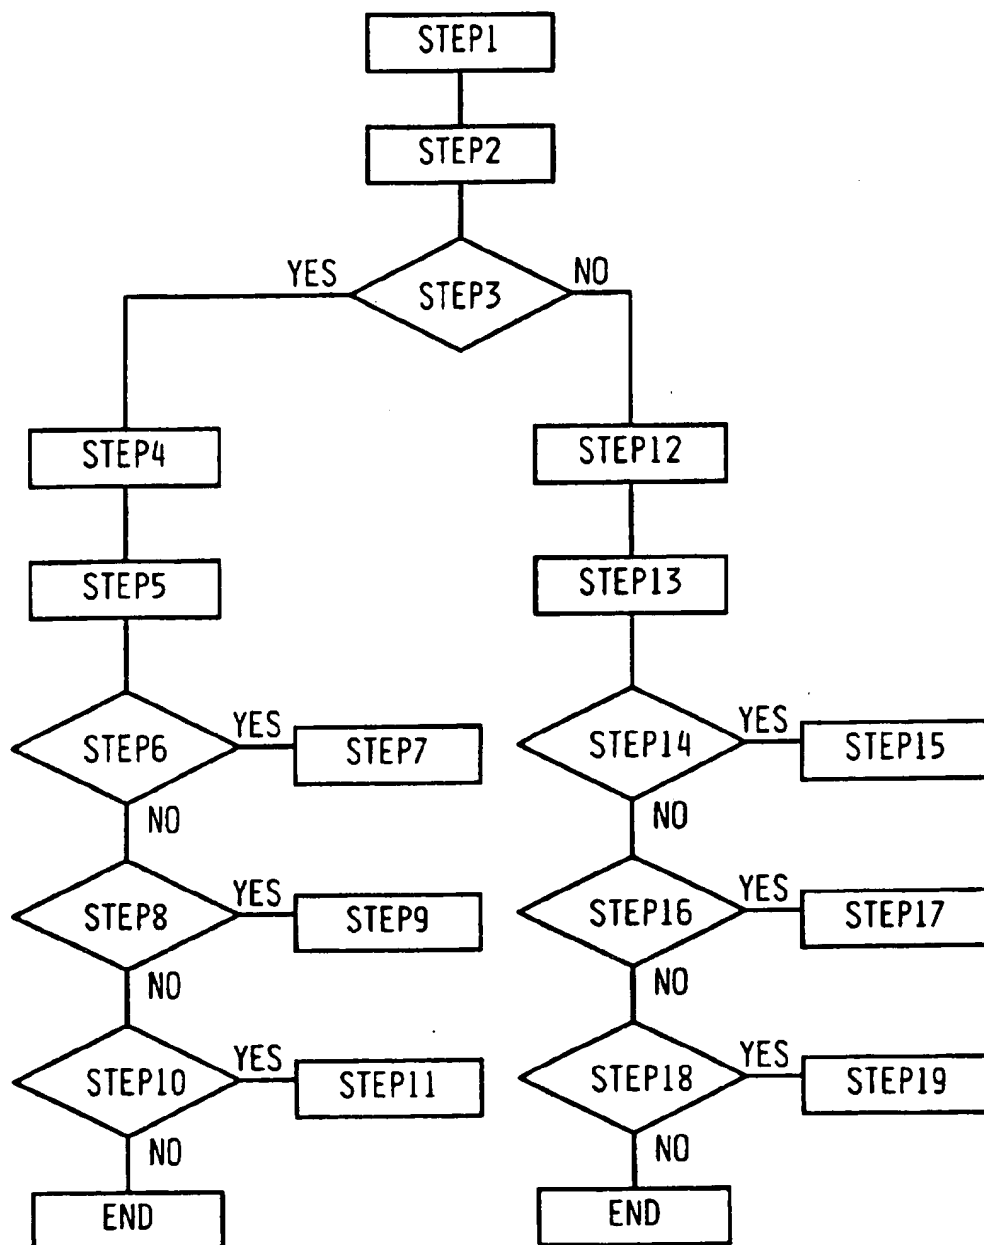 STEP1
STEP2
YES
NO
STEP3
STEP4
STEP12
STEP5
STEP13
STEP6
YES
STEP7
STEP14
YES
STEP15
NO
NO
STEP8
YES
STEP9
STEP16
YES
STEP17
NO
NO
STEP10
YES
STEP11
STEP18
YES
STEP19
NO
NO
END
END